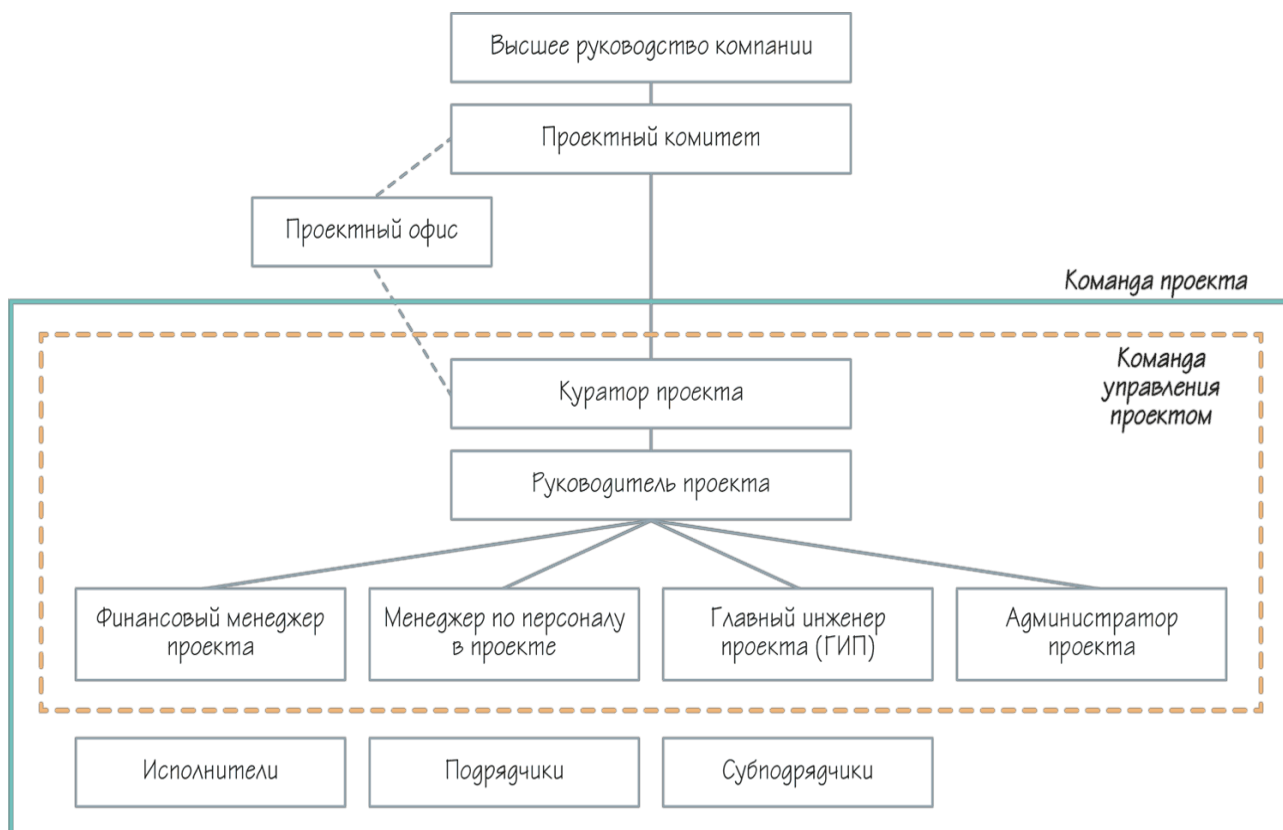 Высшее руководство компании
Проектный комитет
Проектный офис
Команда проекта
Команда
управления
проектом
Куратор проекта
Руководитель проекта
Финансовый менеджер
проекта
Менеджер по персоналу
в проекте
Главный инженер
проекта (ГИП)
Администратор
проекта
Исполнители
Подрядчики
Субподрядчики